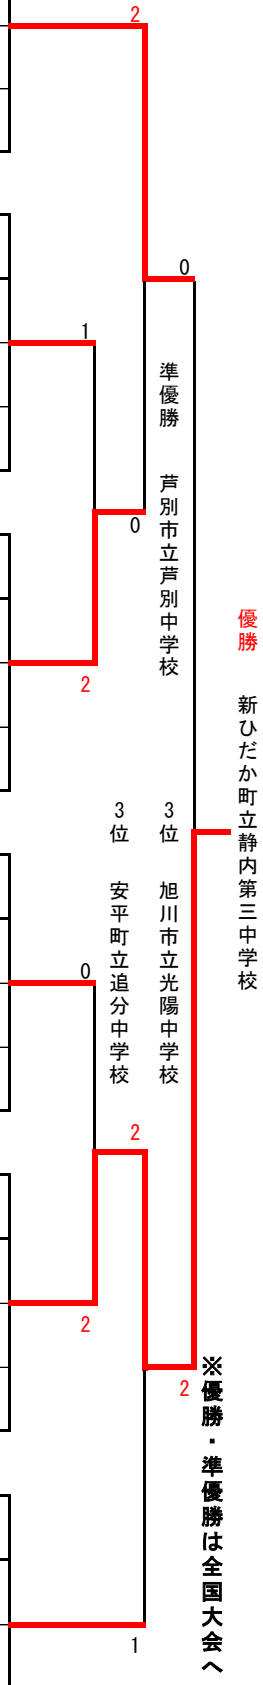 2
0
1
準優勝　芦別市立芦別中学校
0
2
優勝　新ひだか町立静内第三中学校
3位　旭川市立光陽中学校
3位　安平町立追分中学校
0
2
2
2
※優勝・準優勝は全国大会へ
1